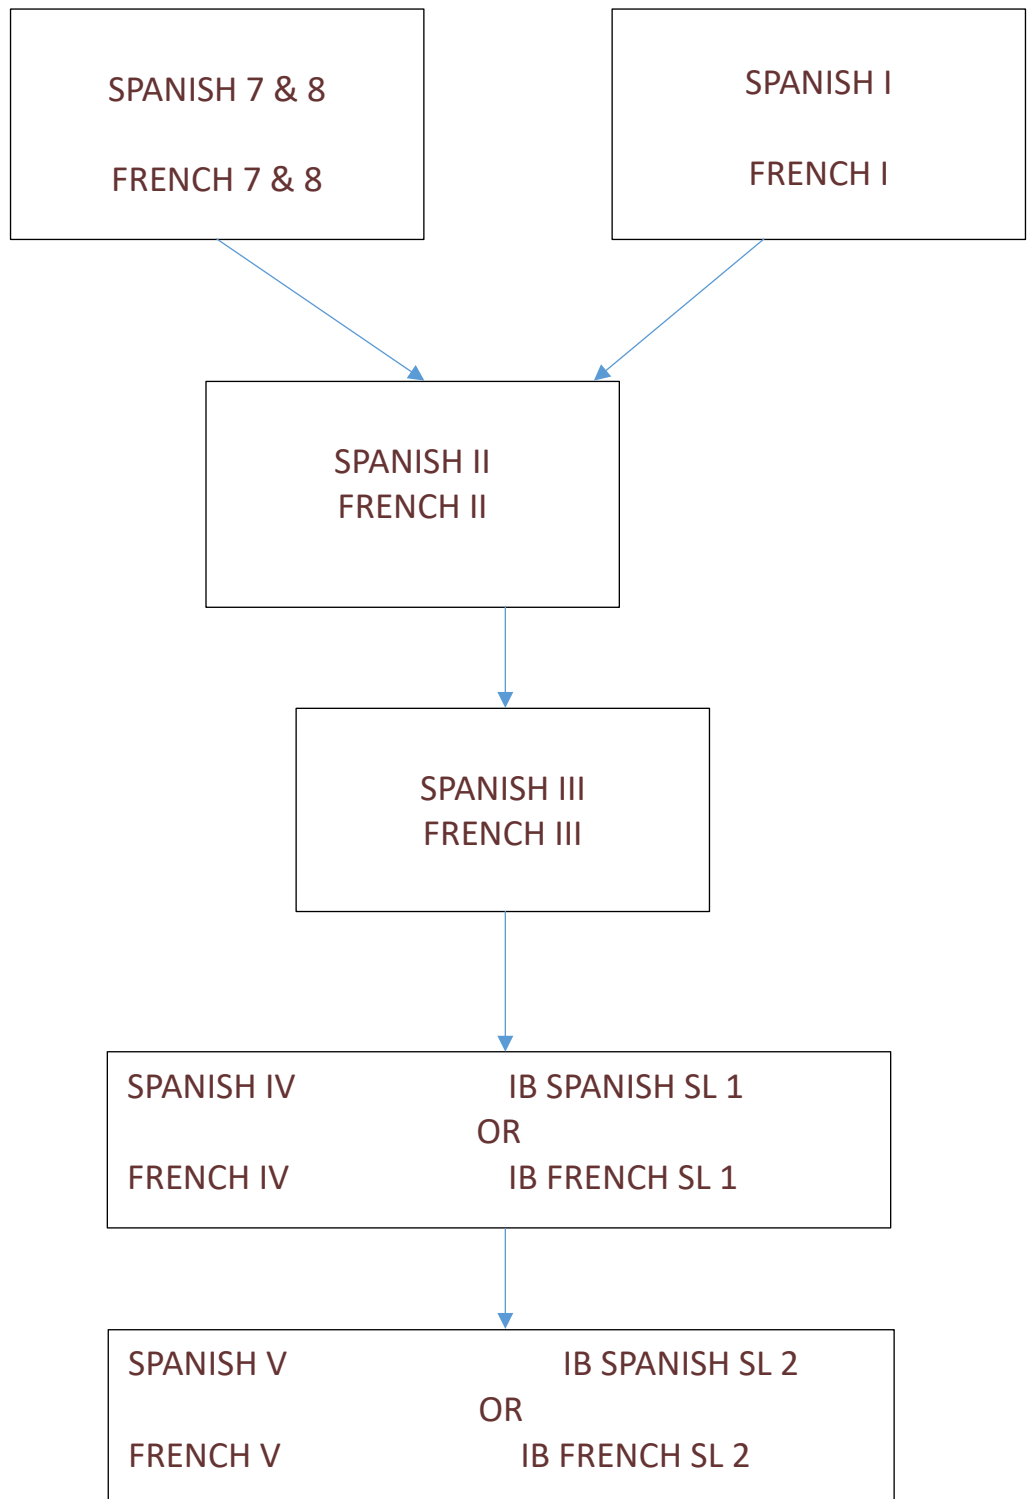 SPANISH 7 & 8
FRENCH 7 & 8
SPANISH I
FRENCH I
SPANISH II
FRENCH II
SPANISH III
FRENCH III
SPANISH IV IB SPANISH SL 1
OR
FRENCH IV IB FRENCH SL 1
SPANISH V IB SPANISH SL 2
OR
FRENCH V IB FRENCH SL 2